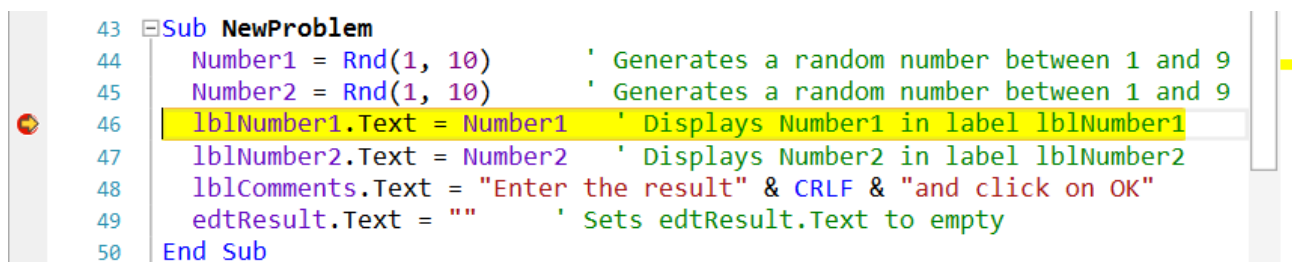 43 Sub NewProblem
44 Number1 = Rnd(1, 10) ' Generates a random number between 1 and 9
45 Number2 = Rnd(1, 10) ' Generates a random number between 1 and 9
46 lblNumber1.Text = Number1 ' Displays Number1 in label lblNumber1
47 lblNumber2.Text = Number2 ' Displays Number2 in label lblNumber2
48 lblComments.Text = "Enter the result" & CRLF & "and click on OK"
49 edtResult.Text = "" ' Sets edtResult.Text to empty
50 End Sub